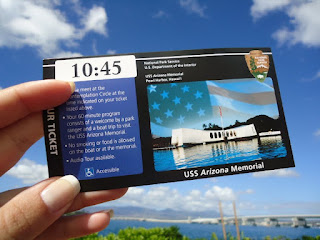 10:45
National Park Service
U.S. Department of the Interior
USS Arizona Memorial
Pearl Harbor, Hawaii
meet at the
Contemplation Circle at the
time indicated on your ticket
listed above.
• Your 60 minute program
consists of a welcome by a park
ranger and a boat trip to visit
the USS Arizona Memorial.
• No smoking or food is allowed
on the boat or at the memorial.
• Audio Tour available.
Accessible
UR TICKET
USS Arizona Memorial